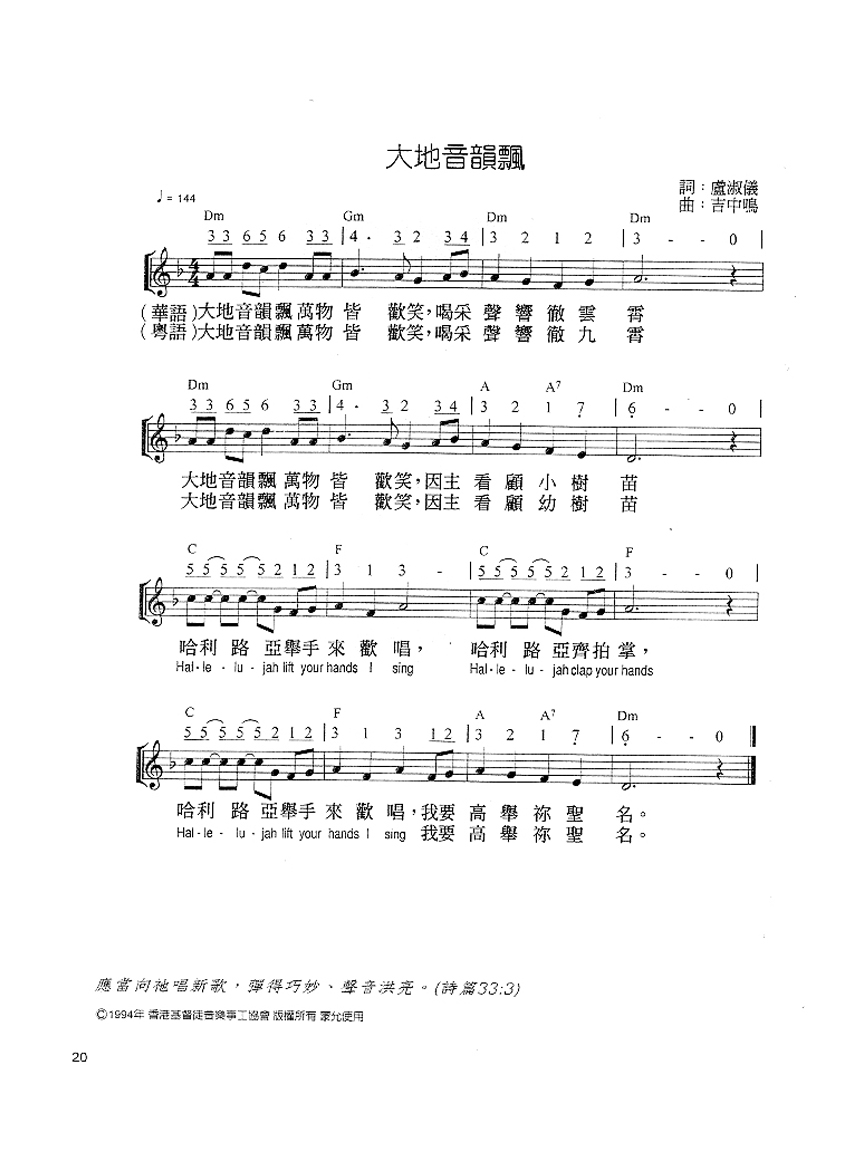 大地音韻飄
詞：盧淑儀
曲：吉中鳴
♩= 144
Dm Gm Dm Dm
3 3 6 5 6 3 3 | 4 · 3 2 3 4 | 3 2 1 2 | 3 - - 0 |
(華語)大地音韻飄萬物皆 歡笑，喝采聲響徹雲霄
(粵語)大地音韻飄萬物皆 歡笑，喝采聲響徹九霄
Dm Gm A A7 Dm
3 3 6 5 6 3 3 | 4 · 3 2 3 4 | 3 2 1 7 | 6 - - 0 |
大地音韻飄萬物皆 歡笑，因主看顧小樹苗
大地音韻飄萬物皆 歡笑，因主看顧幼樹苗
C F C F
5 5 5 5 5 2 1 2 | 3 1 3 - | 5 5 5 5 5 2 1 2 | 3 - - 0 |
哈利路亞舉手來歡唱， 哈利路亞齊拍掌，
Hal - le - lu - jah lift your hands I sing Hal - le - lu - jah clap your hands
C F A A7 Dm
5 5 5 5 5 2 1 2 | 3 1 3 1 2 | 3 2 1 7 | 6 - - 0
哈利路亞舉手來歡唱，我要高舉祢聖名。
Hal - le - lu - jah lift your hands I sing 我要高舉祢聖名。
應當向祂唱新歌，彈得巧妙、聲音洪亮。(詩篇33:3)
©1994年 香港基督徒音樂事工協會 版權所有 蒙允使用
20